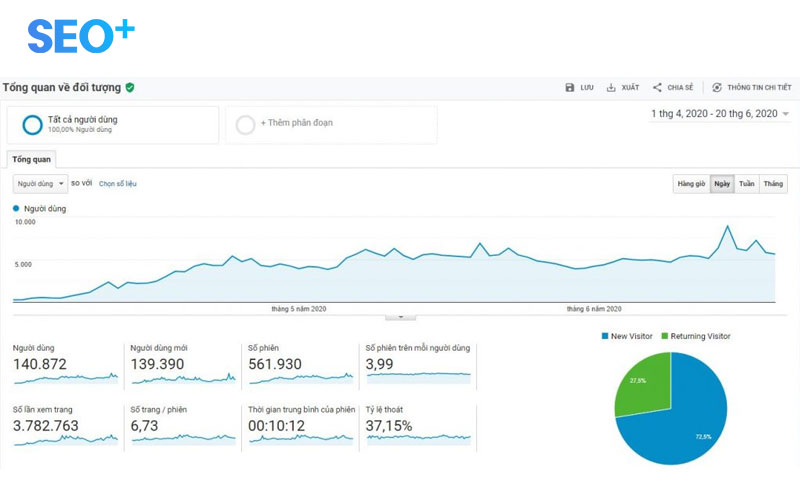 SEO+
Tổng quan về đối tượng
LƯU
XUẤT
CHIA SẺ
THÔNG TIN CHI TIẾT
Tất cả người dùng
100,00% Người dùng
+ Thêm phân đoạn
1 thg 4, 2020 - 20 thg 6, 2020
Tổng quan
Người dùng
so với
Chọn số liệu
Hàng giờ
Ngày
Tuần
Tháng
Người dùng
10.000
5.000
tháng 5 2020
tháng 6 2020
Người dùng
140.872
Người dùng mới
139.390
Số phiên
561.930
Số phiên trên mỗi người dùng
3,99
Số lần xem trang
3.782.763
Số trang / phiên
6,73
Thời gian trung bình của phiên
00:10:12
Tỷ lệ thoát
37,15%
New Visitor
Returning Visitor
27,5%
72,5%